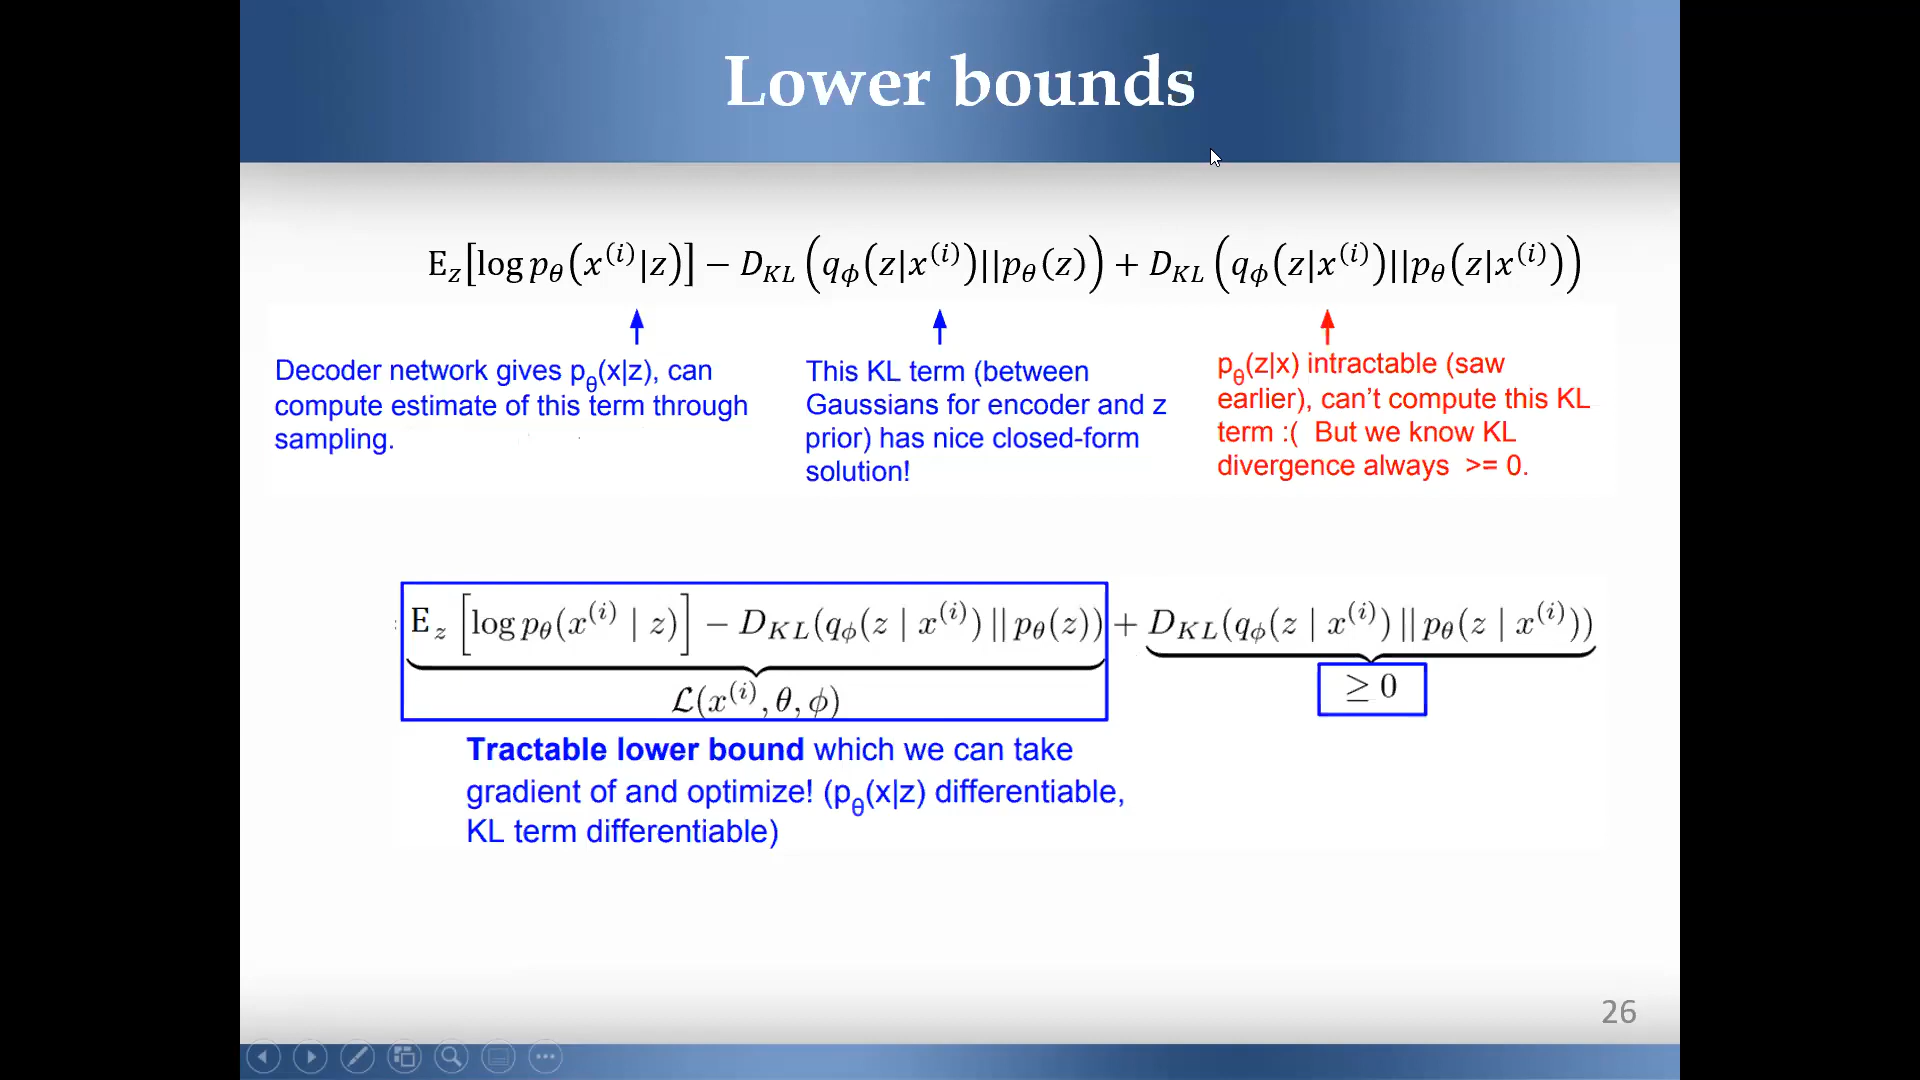 Lower bounds
E_z[log p_θ(x^(i)|z)] − D_KL(q_ϕ(z|x^(i))||p_θ(z)) + D_KL(q_ϕ(z|x^(i))||p_θ(z|x^(i)))
Decoder network gives p_θ(x|z), can
compute estimate of this term through
sampling.
This KL term (between
Gaussians for encoder and z
prior) has nice closed-form
solution!
p_θ(z|x) intractable (saw
earlier), can't compute this KL
term :( But we know KL
divergence always >= 0.
E_z [log p_θ(x^(i) | z)] − D_KL(q_ϕ(z | x^(i)) || p_θ(z)) + D_KL(q_ϕ(z | x^(i)) || p_θ(z | x^(i)))
ℒ(x^(i), θ, ϕ)
≥ 0
Tractable lower bound which we can take
gradient of and optimize! (p_θ(x|z) differentiable,
KL term differentiable)
26